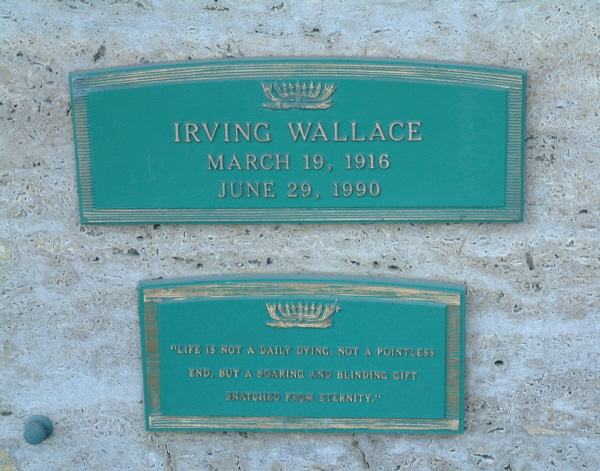 IRVING WALLACE
MARCH 19, 1916
JUNE 29, 1990
"LIFE IS NOT A DAILY DYING, NOT A POINTLESS
END, BUT A SOARING AND BLINDING GIFT
SNATCHED FROM ETERNITY."